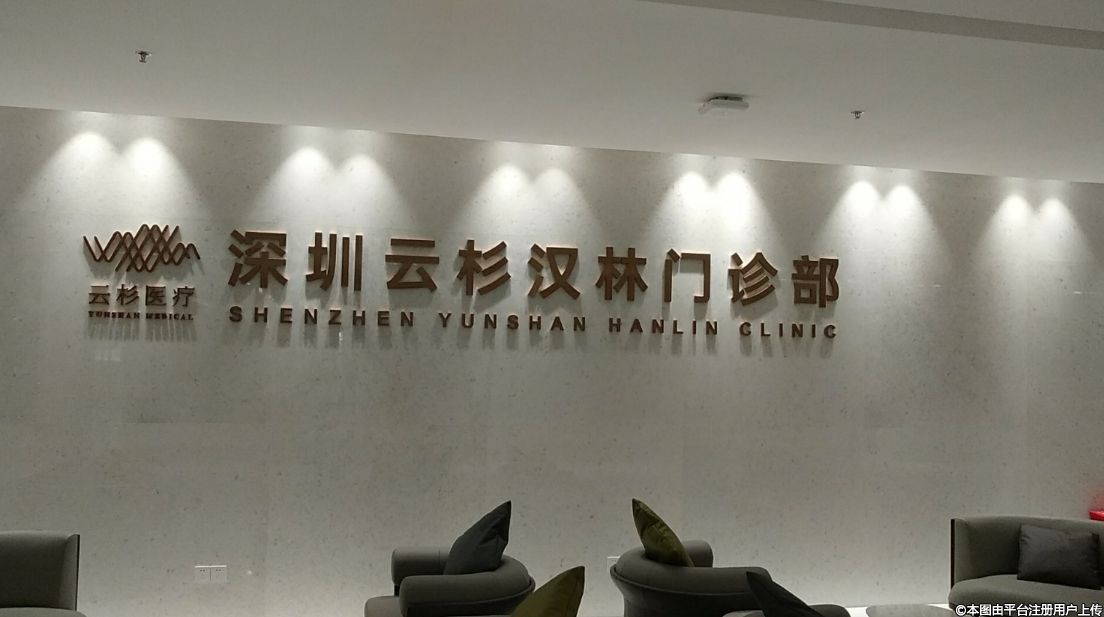 云杉医疗
YUNSHAN MEDICAL
深圳云杉汉林门诊部
SHENZHEN YUNSHAN HANLIN CLINIC
©本图由平台注册用户上传